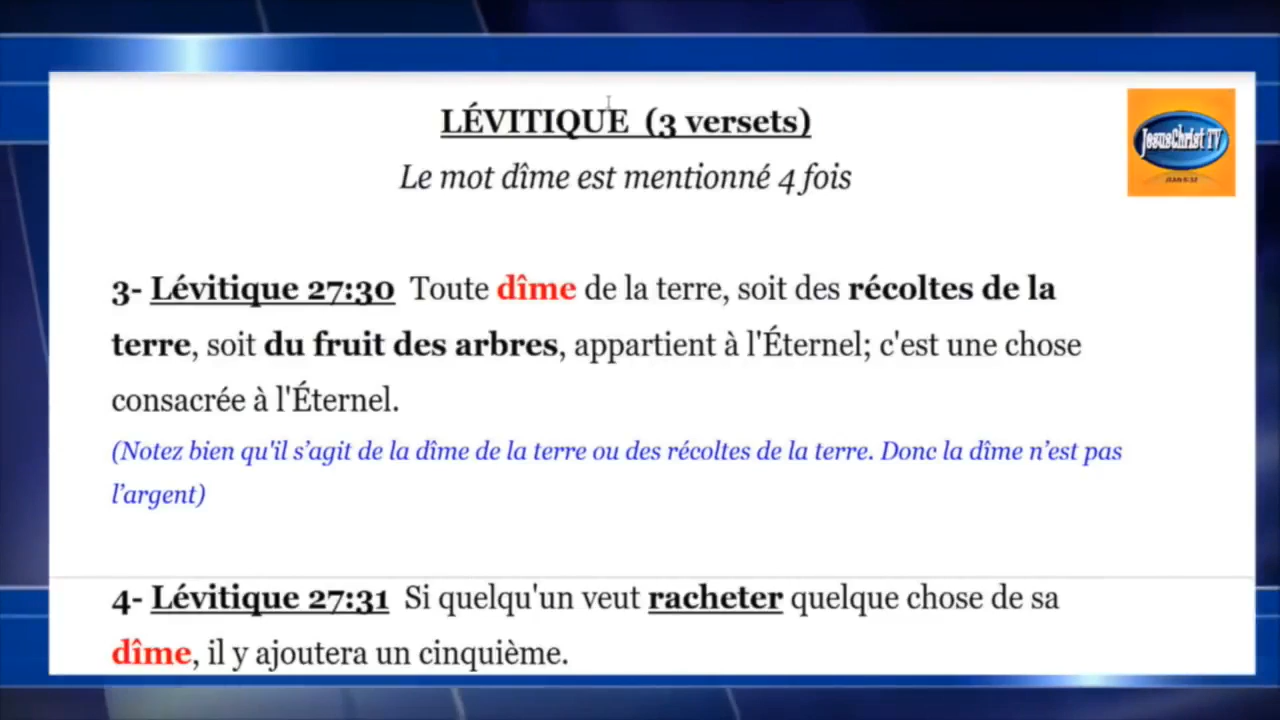 LÉVITIQUE (3 versets)
Le mot dîme est mentionné 4 fois
JesusChrist TV
3- Lévitique 27:30 Toute dîme de la terre, soit des récoltes de la
terre, soit du fruit des arbres, appartient à l'Éternel; c'est une chose
consacrée à l'Éternel.
(Notez bien qu'il s’agit de la dîme de la terre ou des récoltes de la terre. Donc la dîme n’est pas
l’argent)
4- Lévitique 27:31 Si quelqu'un veut racheter quelque chose de sa
dîme, il y ajoutera un cinquième.